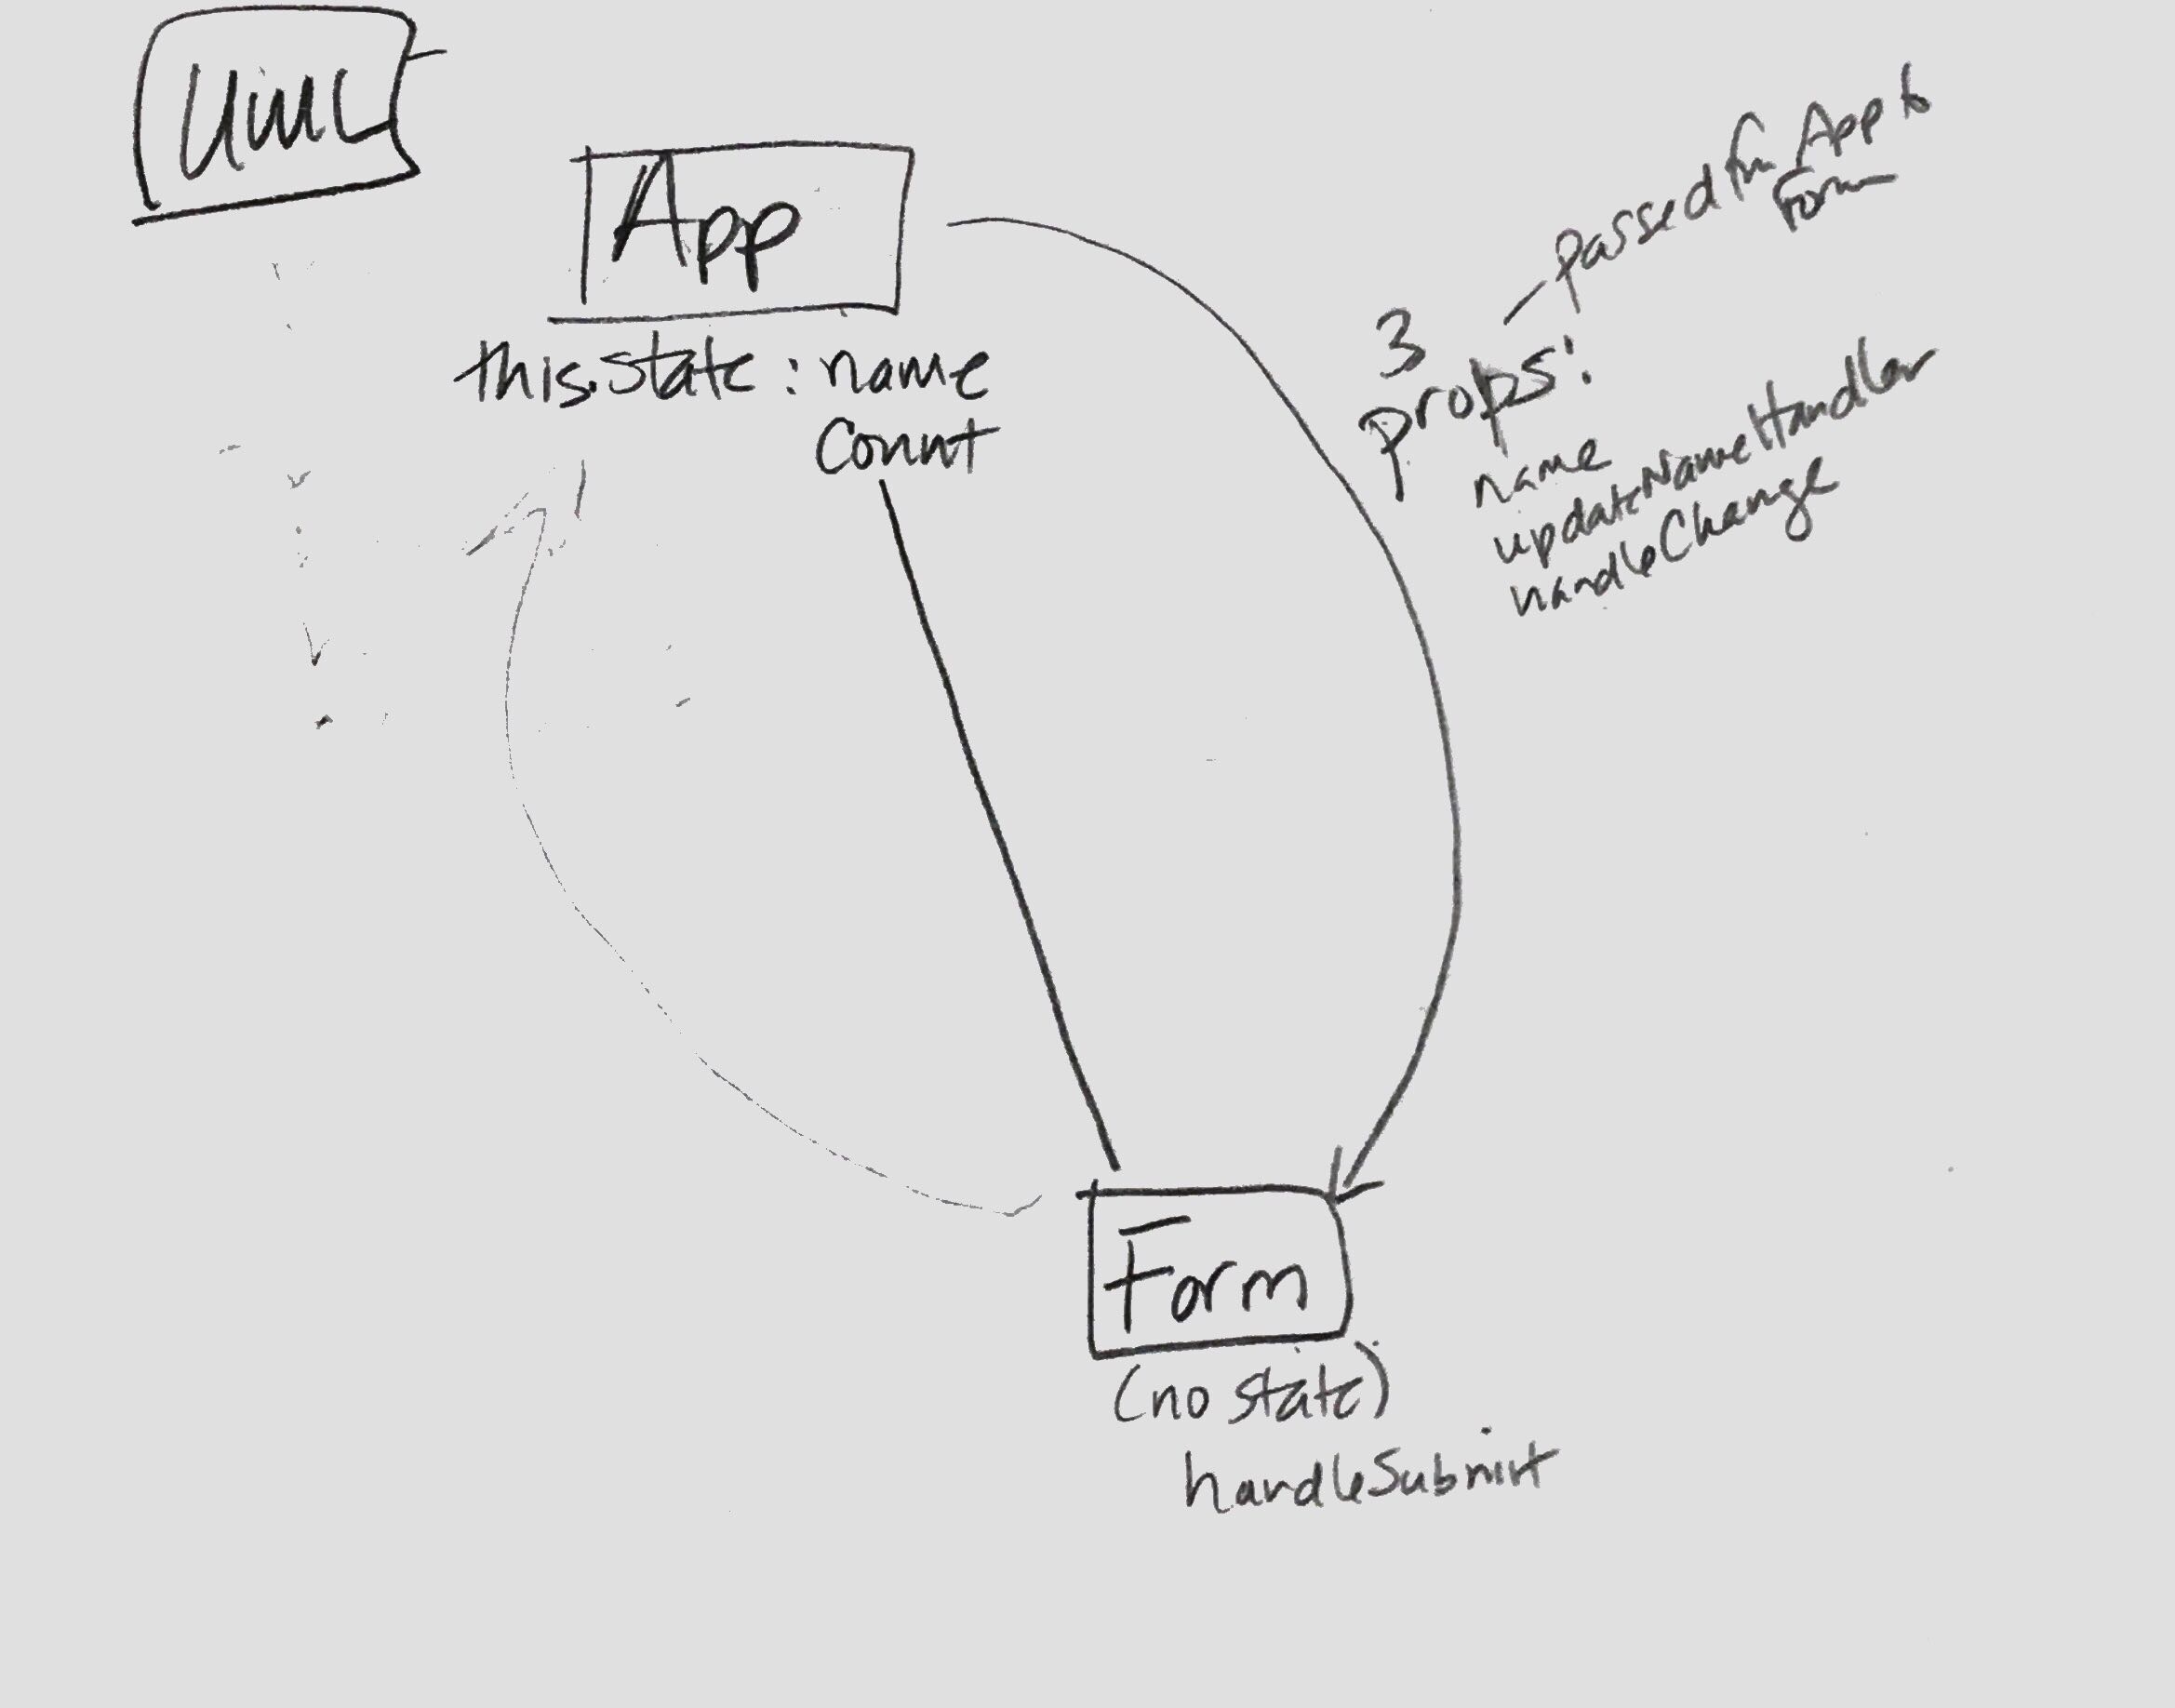 UML
App
this.state: name
Count
3
props:
- passed fm App to
Form
name
updateNameHandler
handleChange
Form
(no state)
handleSubmit